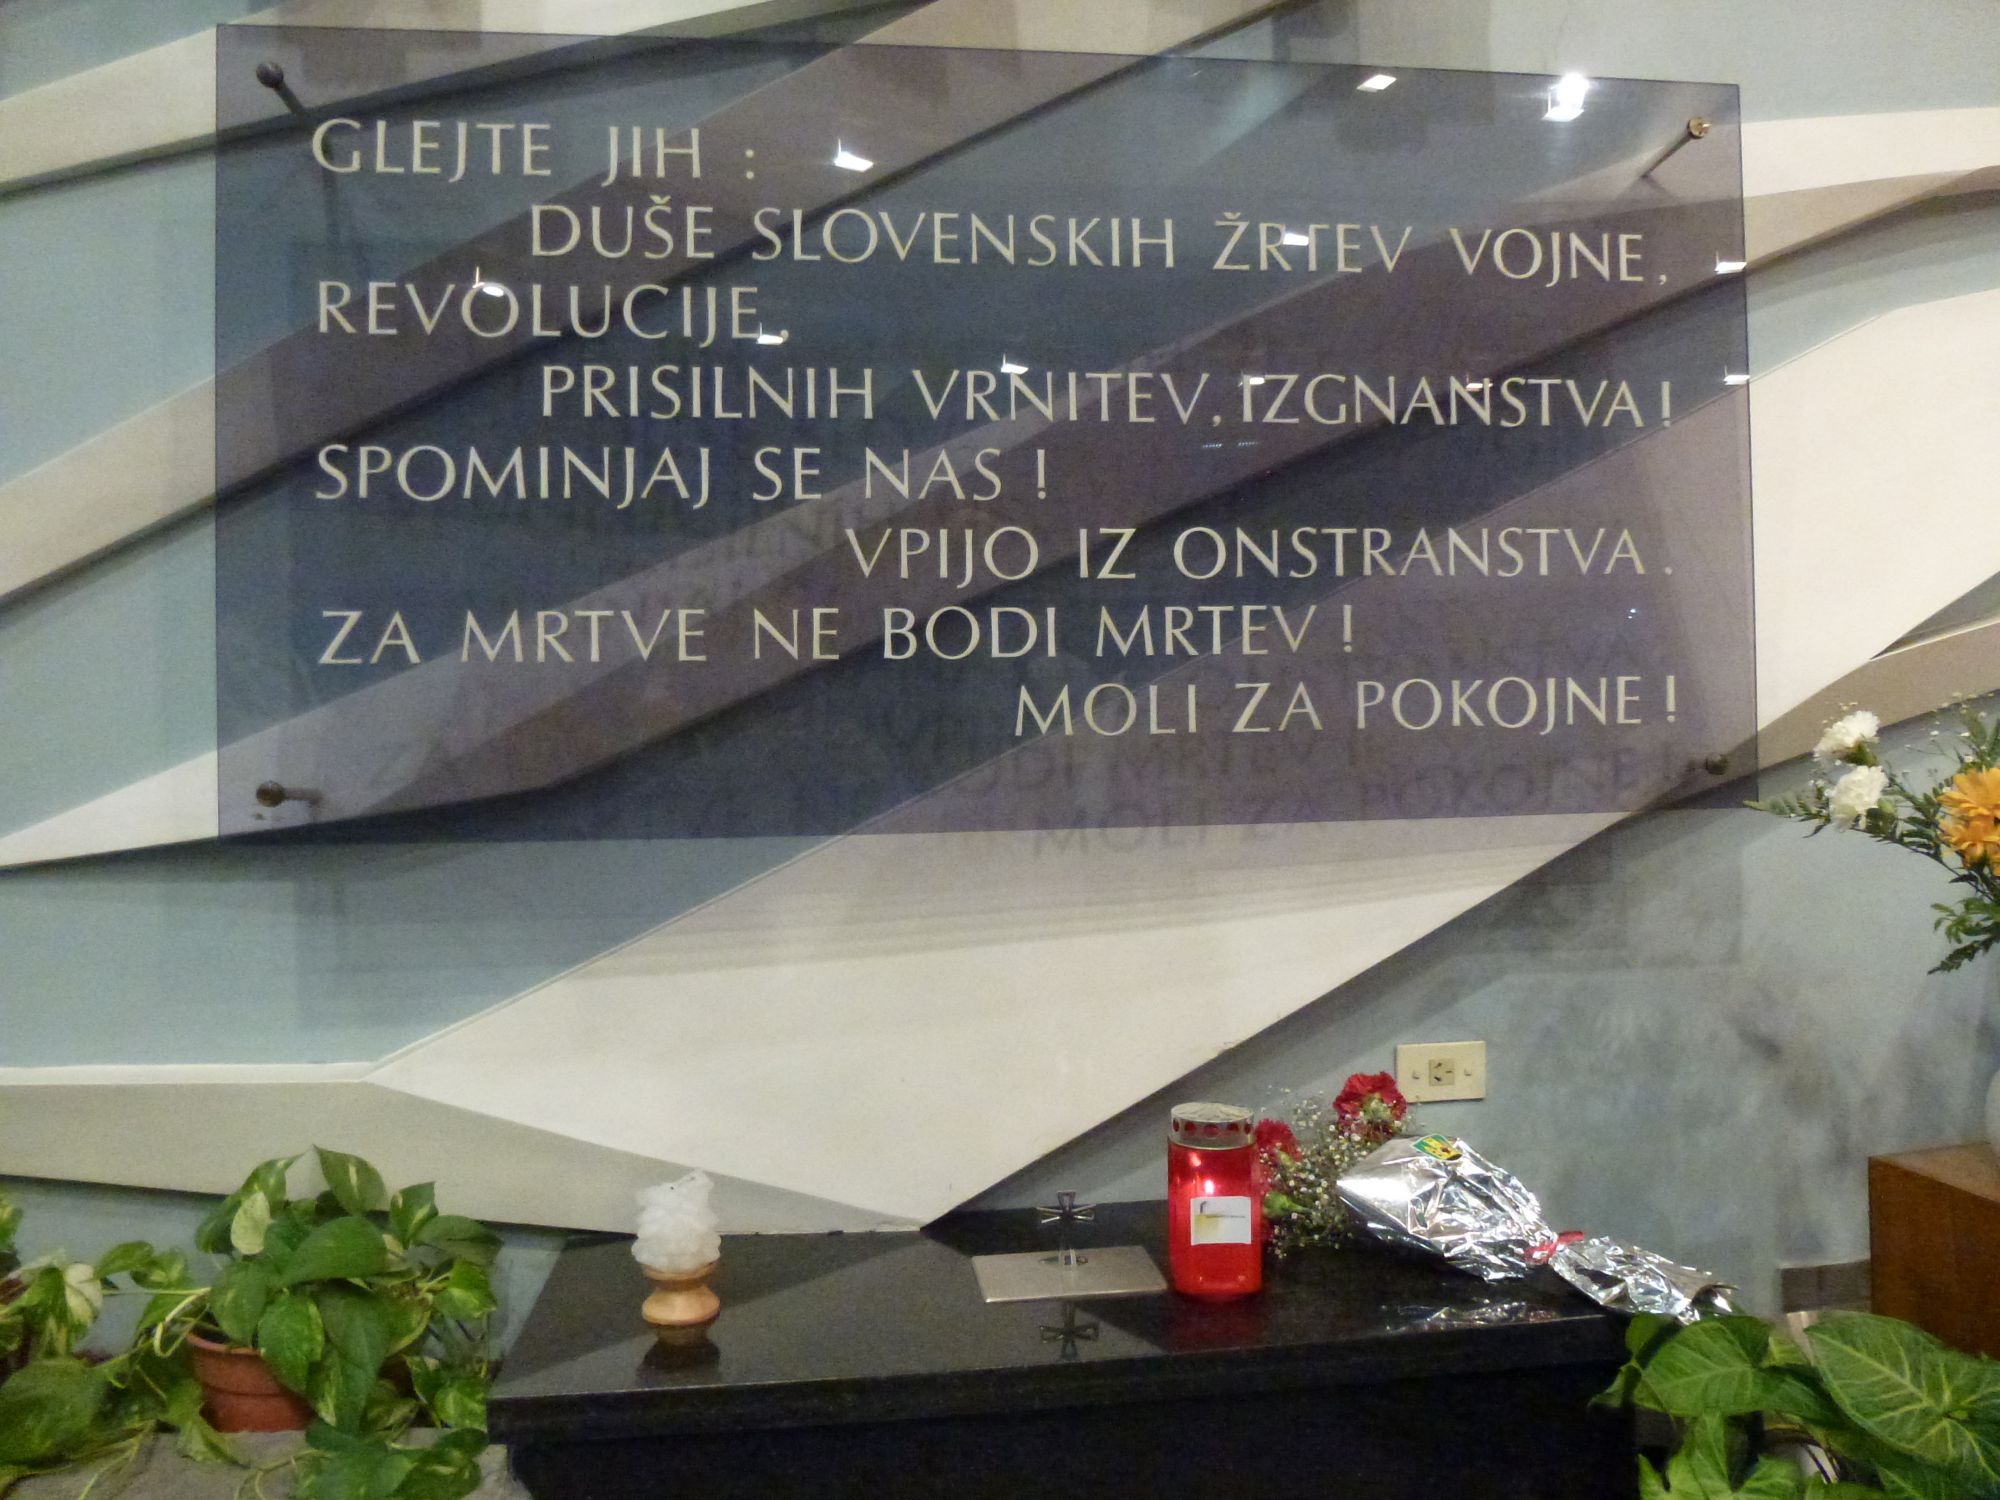 GLEJTE JIH :
DUŠE SLOVENSKIH ŽRTEV VOJNE,
REVOLUCIJE,
PRISILNIH VRNITEV, IZGNANSTVA!
SPOMINJAJ SE NAS !
VPIJO IZ ONSTRANSTVA.
ZA MRTVE NE BODI MRTEV !
MOLI ZA POKOJNE !